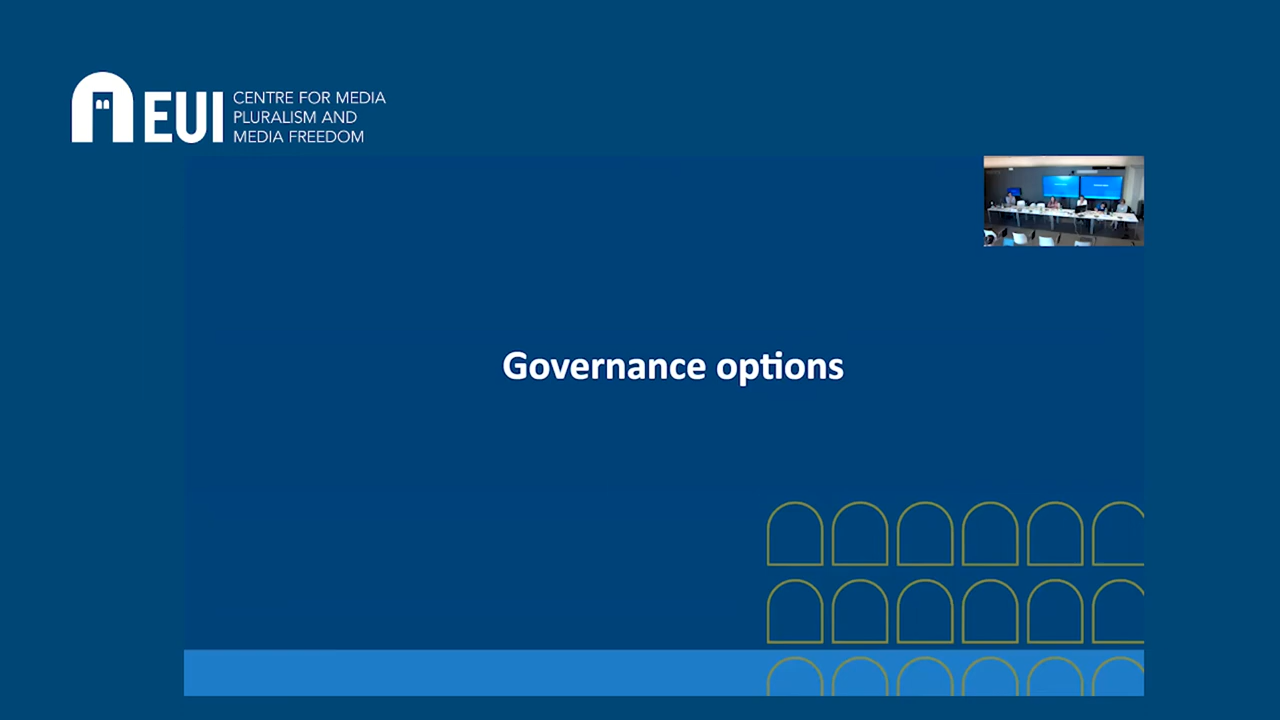 EUI
CENTRE FOR MEDIA
PLURALISM AND
MEDIA FREEDOM
Governance options